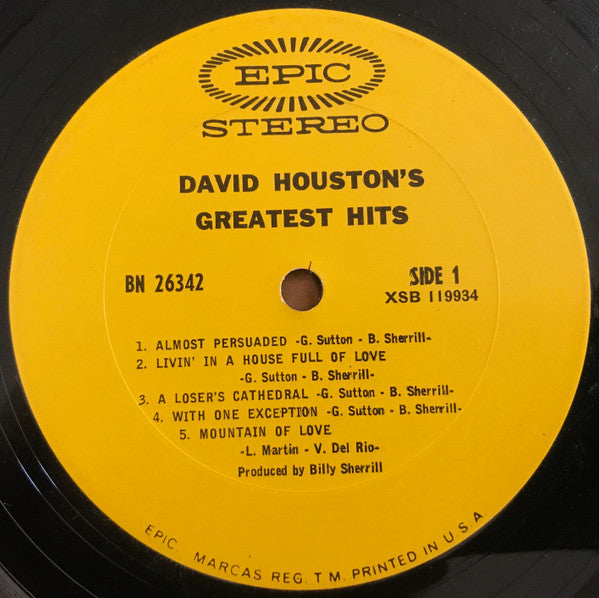 EPIC
STEREO
DAVID HOUSTON'S
GREATEST HITS
BN 26342
SIDE 1
XSB 119934
1. ALMOST PERSUADED -G. Sutton - B. Sherrill-
2. LIVIN' IN A HOUSE FULL OF LOVE
-G. Sutton - B. Sherrill-
3. A LOSER'S CATHEDRAL -G. Sutton - B. Sherrill-
4. WITH ONE EXCEPTION -G. Sutton - B. Sherrill-
5. MOUNTAIN OF LOVE
-L. Martin - V. Del Rio-
Produced by Billy Sherrill
EPIC. MARCAS REG. T.M. PRINTED IN U.S.A